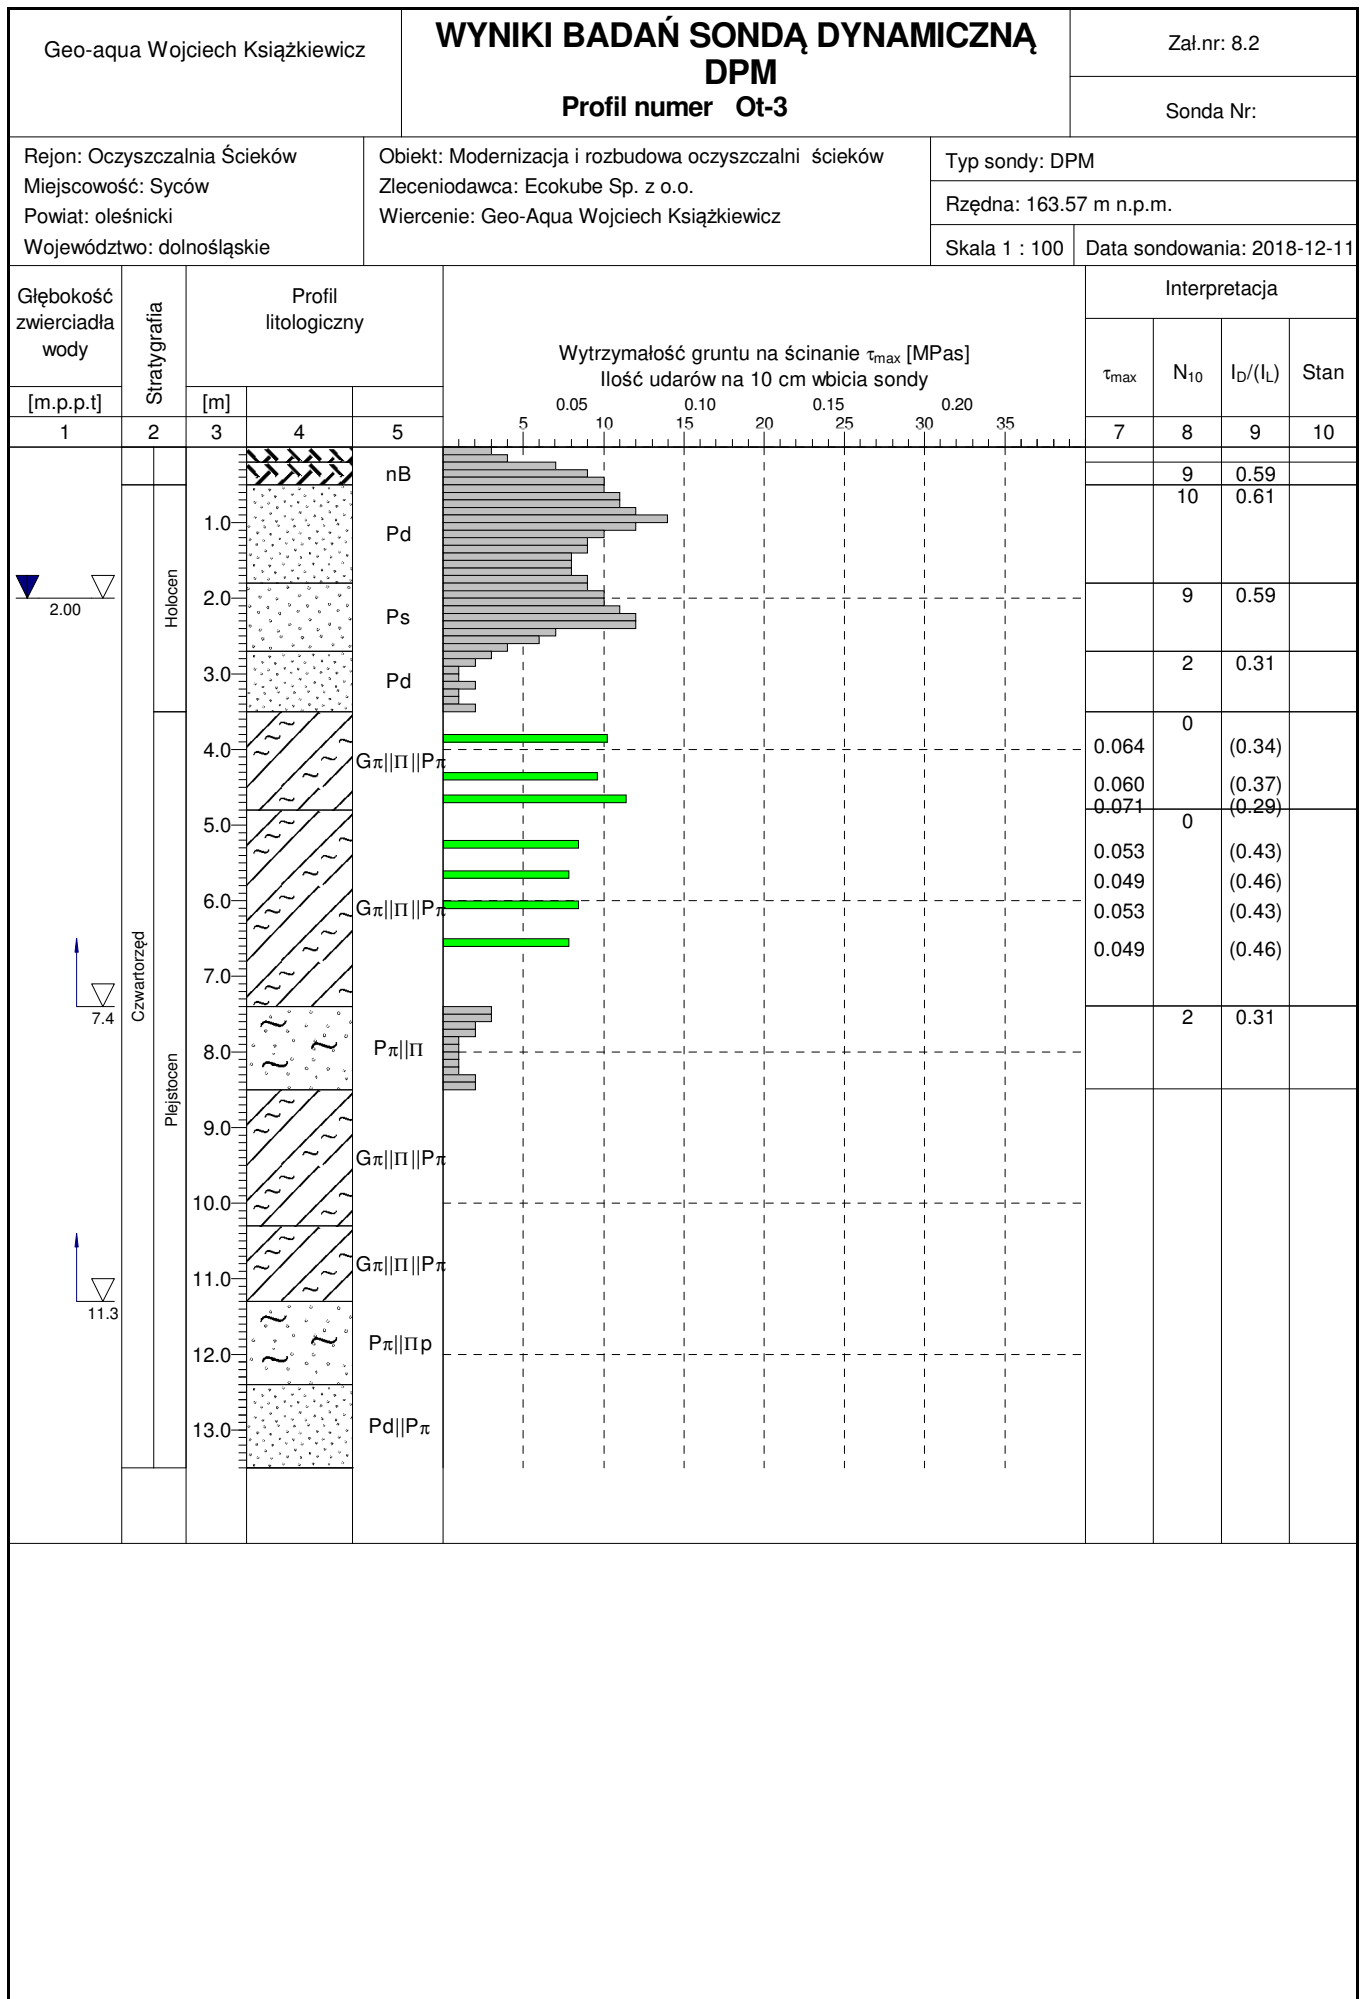 Geo-aqua Wojciech Książkiewicz
WYNIKI BADAŃ SONDĄ DYNAMICZNĄ
DPM
Profil numer Ot-3
Zał.nr: 8.2
Sonda Nr:
Rejon: Oczyszczalnia Ścieków
Miejscowość: Syców
Powiat: oleśnicki
Województwo: dolnośląskie
Obiekt: Modernizacja i rozbudowa oczyszczalni ścieków
Zleceniodawca: Ecokube Sp. z o.o.
Wiercenie: Geo-Aqua Wojciech Książkiewicz
Typ sondy: DPM
Rzędna: 163.57 m n.p.m.
Skala 1 : 100
Data sondowania: 2018-12-11
Głębokość
zwierciadła
wody
[m.p.p.t]
Stratygrafia
Profil
litologiczny
[m]
Wytrzymałość gruntu na ścinanie τmax [MPas]
Ilość udarów na 10 cm wbicia sondy
0.05 0.10 0.15 0.20
5 10 15 20 25 30 35
Interpretacja
τmax N10 ID/(IL) Stan
1 2 3 4 5 7 8 9 10
nB
9 0.59
10 0.61
1.0
Pd
2.00
Holocen
2.0
Ps
9 0.59
3.0
Pd
2 0.31
0
4.0
Gπ||Π||Pπ
0.064 (0.34)
0.060 (0.37)
0.071 (0.29)
5.0
0
0.053 (0.43)
0.049 (0.46)
6.0
Gπ||Π||Pπ
0.053 (0.43)
0.049 (0.46)
7.0
7.4
Czwartorzęd
2 0.31
8.0
Pπ||Π
Plejstocen
9.0
Gπ||Π||Pπ
10.0
11.0
Gπ||Π||Pπ
11.3
12.0
Pπ||Πp
13.0
Pd||Pπ